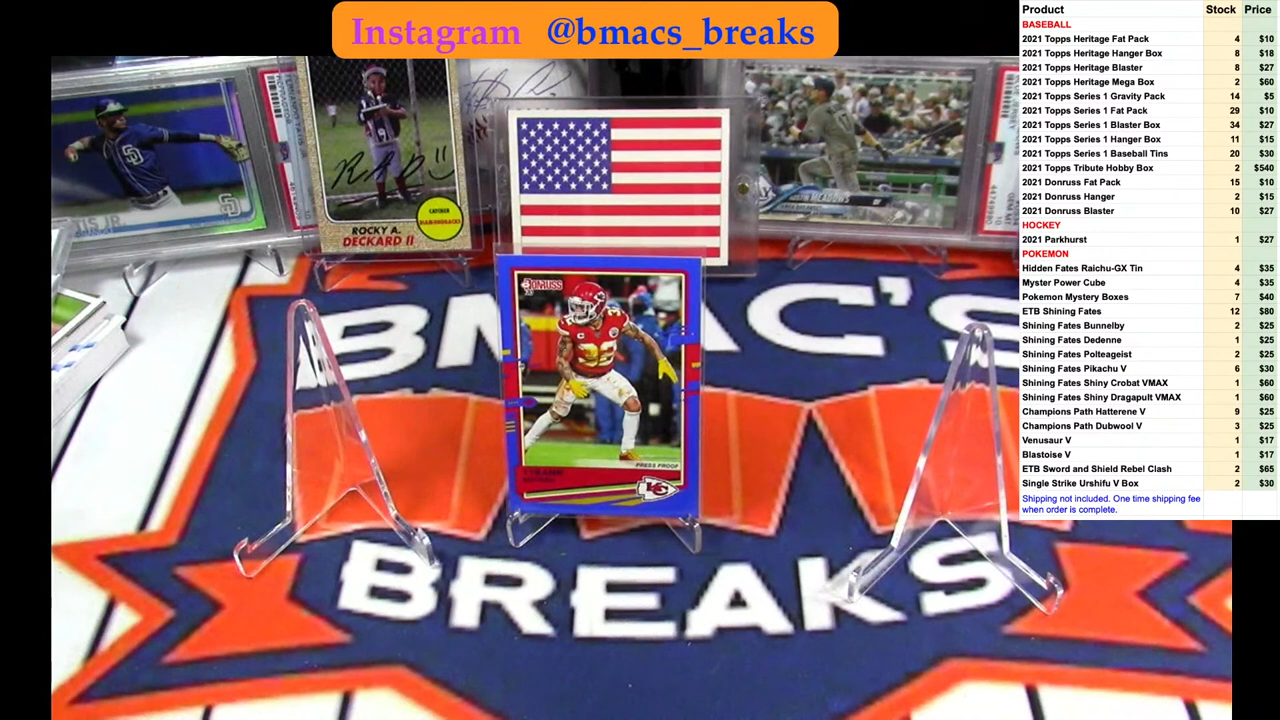 Instagram @bmacs_breaks
Product Stock Price
BASEBALL
2021 Topps Heritage Fat Pack 4 $10
2021 Topps Heritage Hanger Box 8 $18
2021 Topps Heritage Blaster 8 $27
2021 Topps Heritage Mega Box 2 $60
2021 Topps Series 1 Gravity Pack 14 $5
2021 Topps Series 1 Fat Pack 29 $10
2021 Topps Series 1 Blaster Box 34 $27
2021 Topps Series 1 Hanger Box 11 $15
2021 Topps Series 1 Baseball Tins 20 $30
2021 Topps Tribute Hobby Box 2 $540
2021 Donruss Fat Pack 15 $10
2021 Donruss Hanger 2 $15
2021 Donruss Blaster 10 $27
HOCKEY
2021 Parkhurst 1 $27
POKEMON
Hidden Fates Raichu-GX Tin 4 $35
Myster Power Cube 4 $35
Pokemon Mystery Boxes 7 $40
ETB Shining Fates 12 $80
Shining Fates Bunnelby 2 $25
Shining Fates Dedenne 1 $25
Shining Fates Polteageist 2 $25
Shining Fates Pikachu V 6 $30
Shining Fates Shiny Crobat VMAX 1 $60
Shining Fates Shiny Dragapult VMAX 1 $60
Champions Path Hatterene V 9 $25
Champions Path Dubwool V 3 $25
Venusaur V 1 $17
Blastoise V 1 $17
ETB Sword and Shield Rebel Clash 2 $65
Single Strike Urshifu V Box 2 $30
Shipping not included. One time shipping fee
when order is complete.
SD
CATCHER
DIAMONDBACKS
ROCKY A.
DECKARD II
MEADOWS
BMAC'S
DONRUSS
32
PRESS PROOF
KC
BREAKS